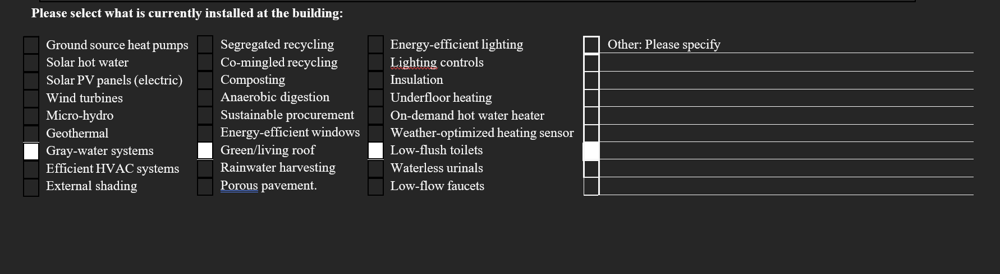 Please select what is currently installed at the building:
Ground source heat pumps
Solar hot water
Solar PV panels (electric)
Wind turbines
Micro-hydro
Geothermal
Gray-water systems
Efficient HVAC systems
External shading
Segregated recycling
Co-mingled recycling
Composting
Anaerobic digestion
Sustainable procurement
Energy-efficient windows
Green/living roof
Rainwater harvesting
Porous pavement.
Energy-efficient lighting
Lighting controls
Insulation
Underfloor heating
On-demand hot water heater
Weather-optimized heating sensor
Low-flush toilets
Waterless urinals
Low-flow faucets
Other: Please specify